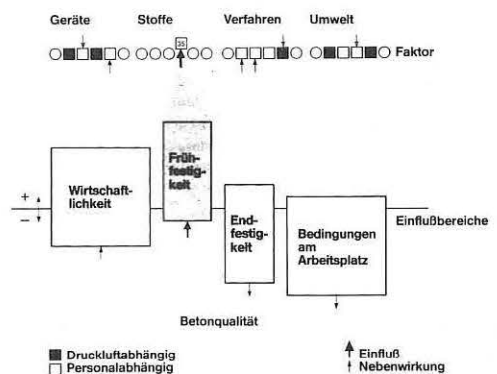 Geräte Stoffe Verfahren Umwelt
35
Faktor
Früh-
festig-
keit
Wirtschaft-
lichkeit
+
−
Einflußbereiche
End-
festig-
keit
Bedingungen
am
Arbeitsplatz
Betonqualität
Druckluftabhängig
Personalabhängig
Einfluß
Nebenwirkung